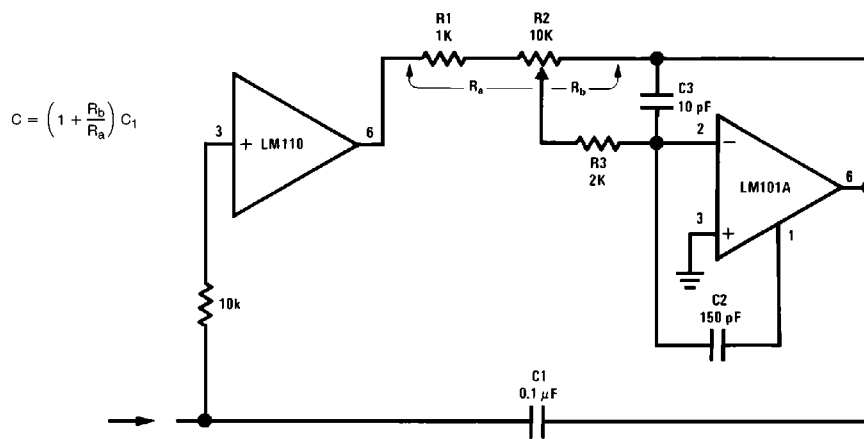 R1
1K
R2
10K
Ra
Rb
C = (1 + Rb/Ra) C1
3
+
LM110
6
C3
10 pF
R3
2K
2
−
LM101A
6
3
+
1
10k
C2
150 pF
C1
0.1 µF